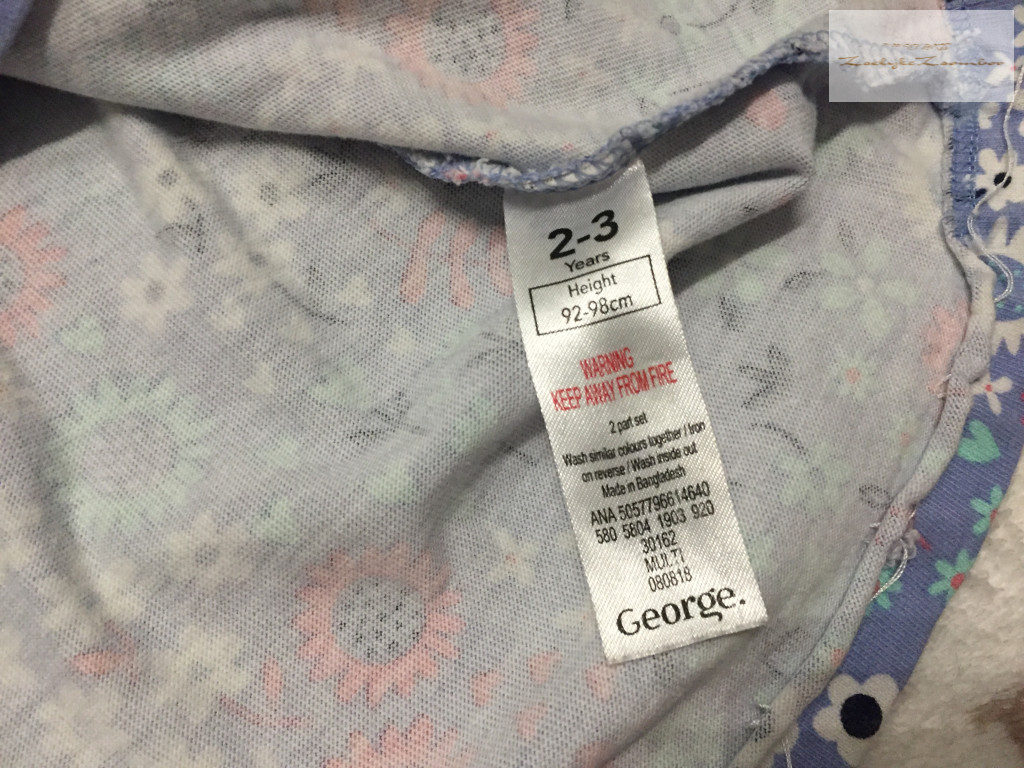 2-3
Years
Height
92-98cm
WARNING
KEEP AWAY FROM FIRE
2 part set
Wash similar colours together / Iron
on reverse / Wash inside out
Made in Bangladesh
ANA 5057796614640
580 5804 1903 920
30162
MULTI
080818
George.